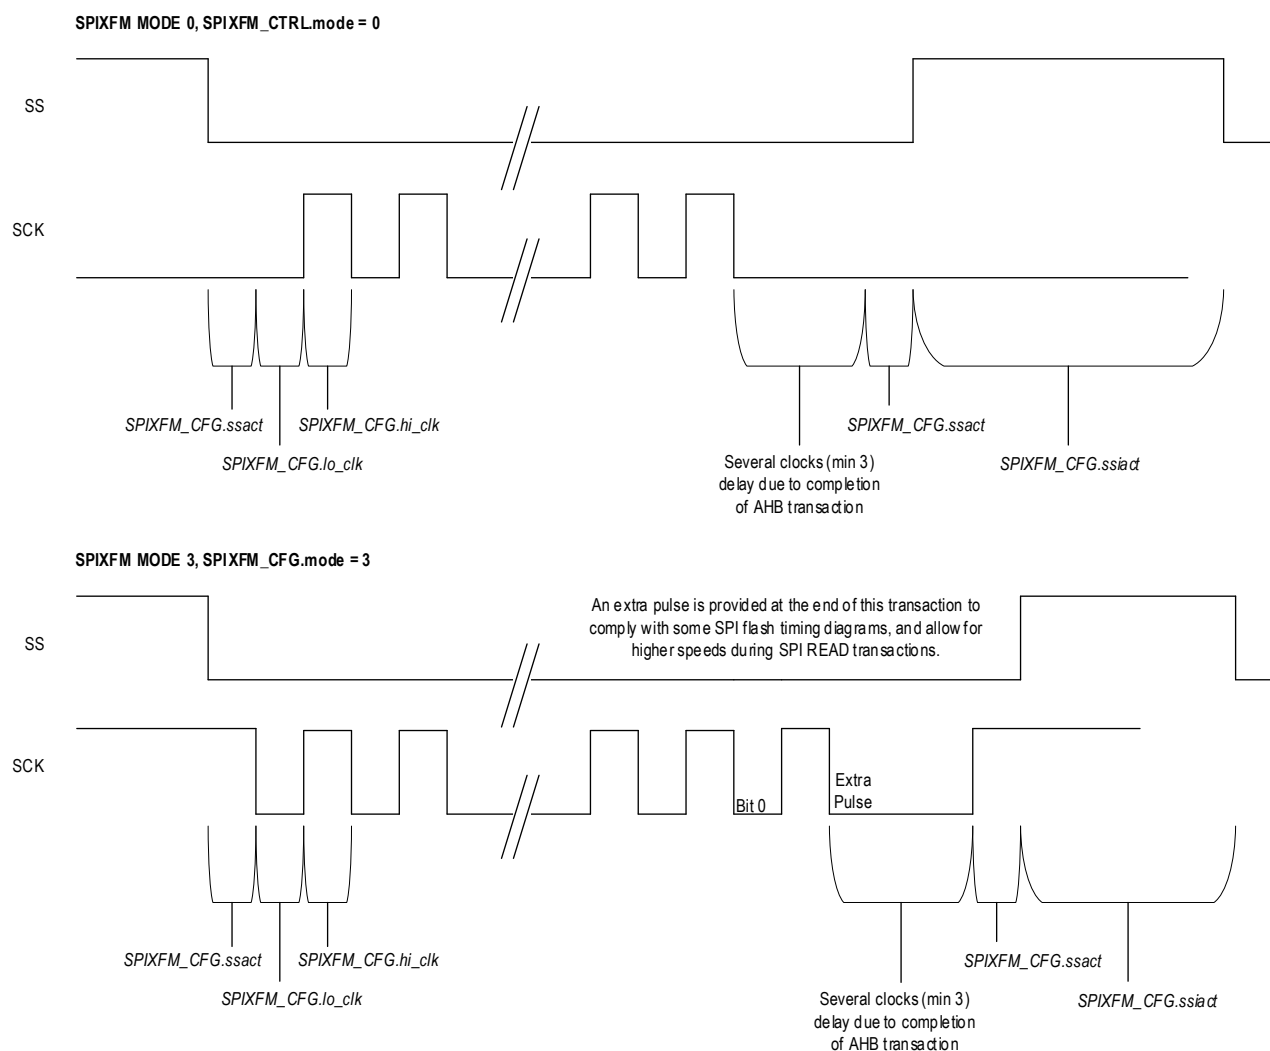 SPIXFM MODE 0, SPIXFM_CTRL.mode = 0
SS
SCK
SPIXFM_CFG.ssact
SPIXFM_CFG.hi_clk
SPIXFM_CFG.lo_clk
SPIXFM_CFG.ssact
Several clocks (min 3)
delay due to completion
of AHB transaction
SPIXFM_CFG.ssiact
SPIXFM MODE 3, SPIXFM_CFG.mode = 3
An extra pulse is provided at the end of this transaction to
comply with some SPI flash timing diagrams, and allow for
higher speeds during SPI READ transactions.
SS
SCK
Bit 0
Extra
Pulse
SPIXFM_CFG.ssact
SPIXFM_CFG.hi_clk
SPIXFM_CFG.lo_clk
SPIXFM_CFG.ssact
Several clocks (min 3)
delay due to completion
of AHB transaction
SPIXFM_CFG.ssiact